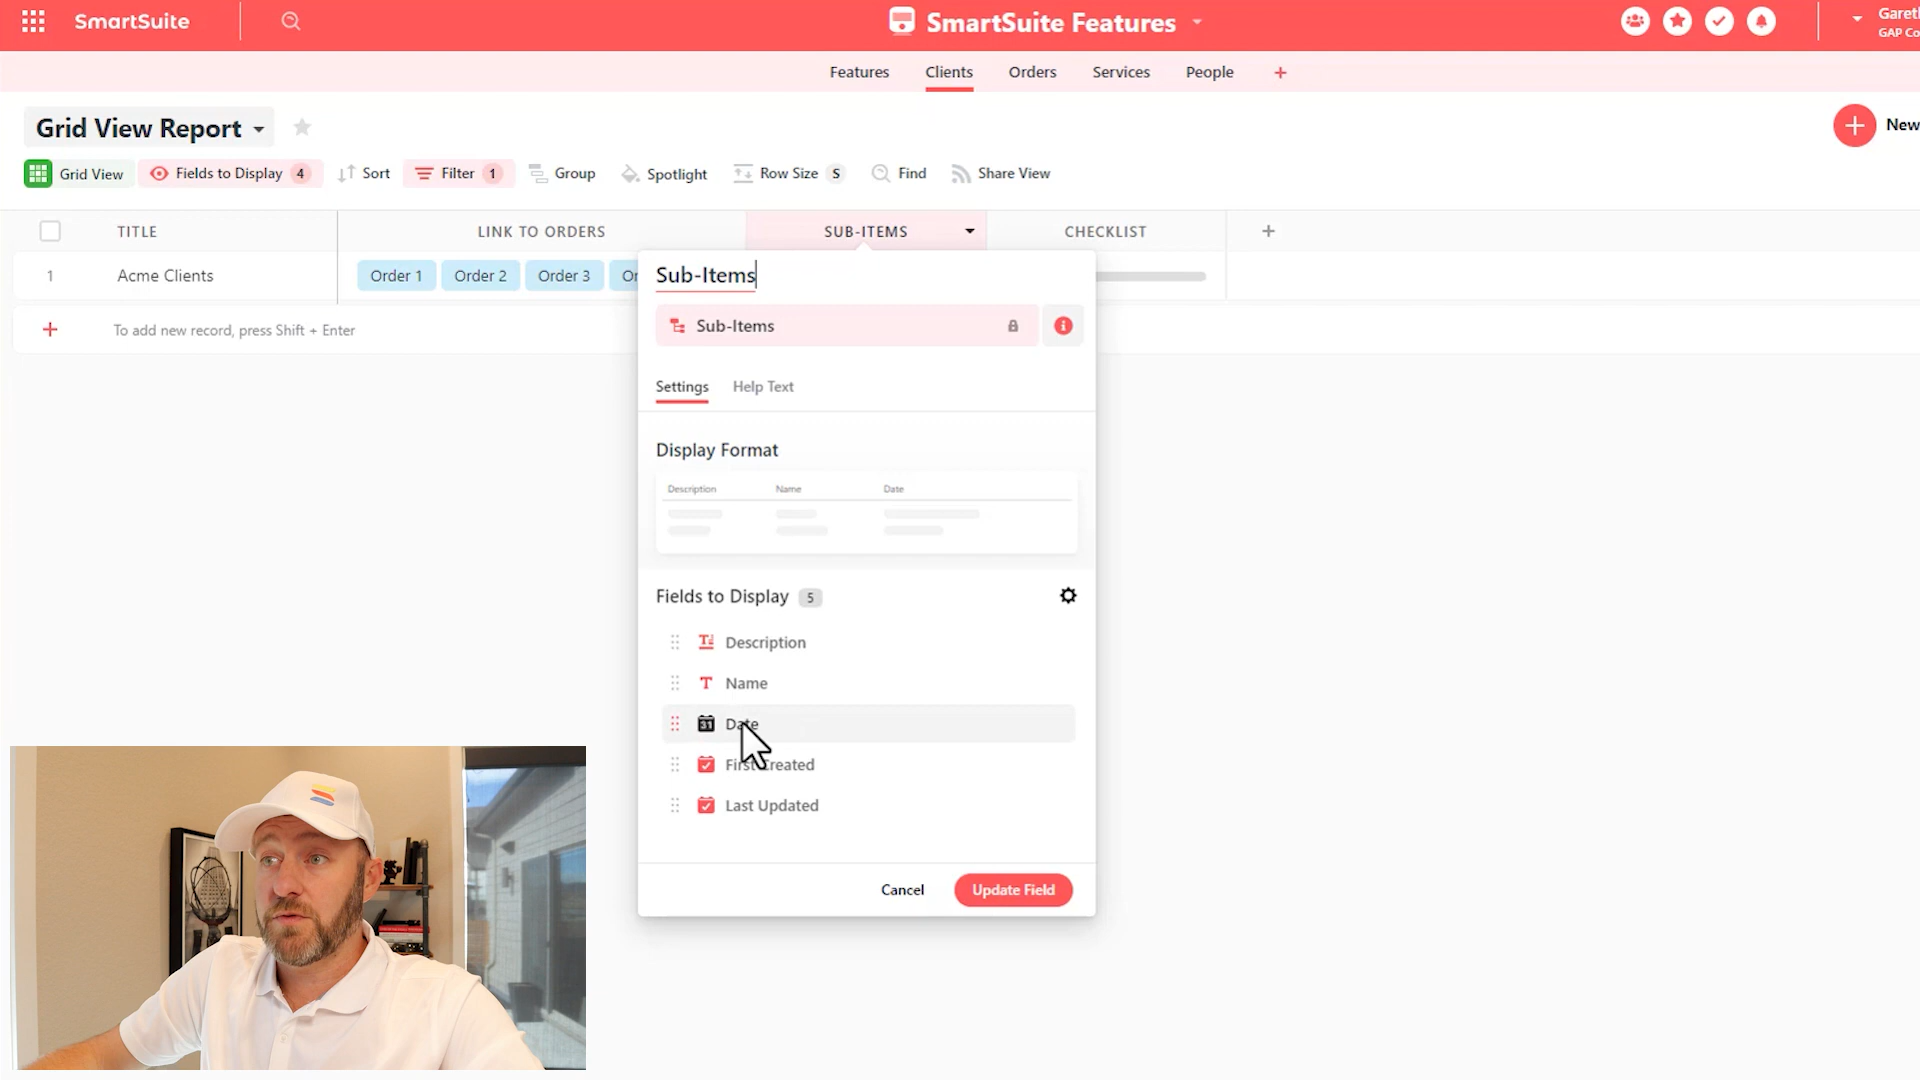 SmartSuite
SmartSuite Features
Garet
GAP Co
Features
Clients
Orders
Services
People
Grid View Report
New
Grid View
Fields to Display 4
Sort
Filter 1
Group
Spotlight
Row Size S
Find
Share View
TITLE
LINK TO ORDERS
SUB-ITEMS
CHECKLIST
1
Acme Clients
Order 1
Order 2
Order 3
Or
To add new record, press Shift + Enter
Sub-Items
Sub-Items
Settings
Help Text
Display Format
Description
Name
Date
Fields to Display 5
Description
Name
31 Date
First Created
Last Updated
Cancel
Update Field